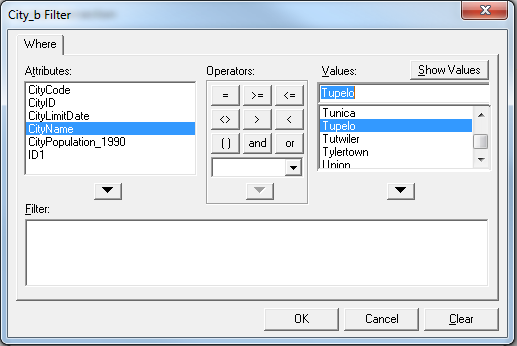 City_b Filter
Where
Attributes:
CityCode
CityID
CityLimitDate
CityName
CityPopulation_1990
ID1
Operators:
= >= <=
<> > <
( ) and or
Values:
Show Values
Tupelo
Tunica
Tupelo
Tutwiler
Tylertown
Union
Filter:
OK Cancel Clear